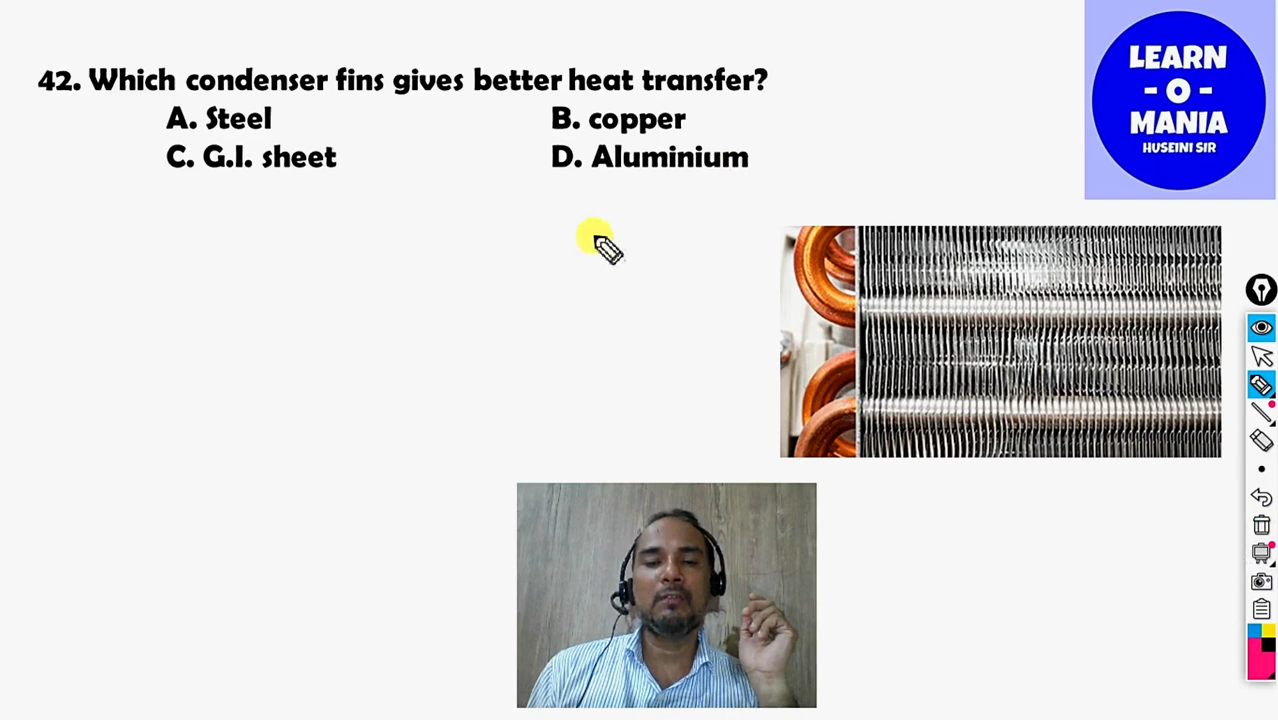 42. Which condenser fins gives better heat transfer?
A. Steel B. copper
C. G.I. sheet D. Aluminium
LEARN
- O -
MANIA
HUSEINI SIR